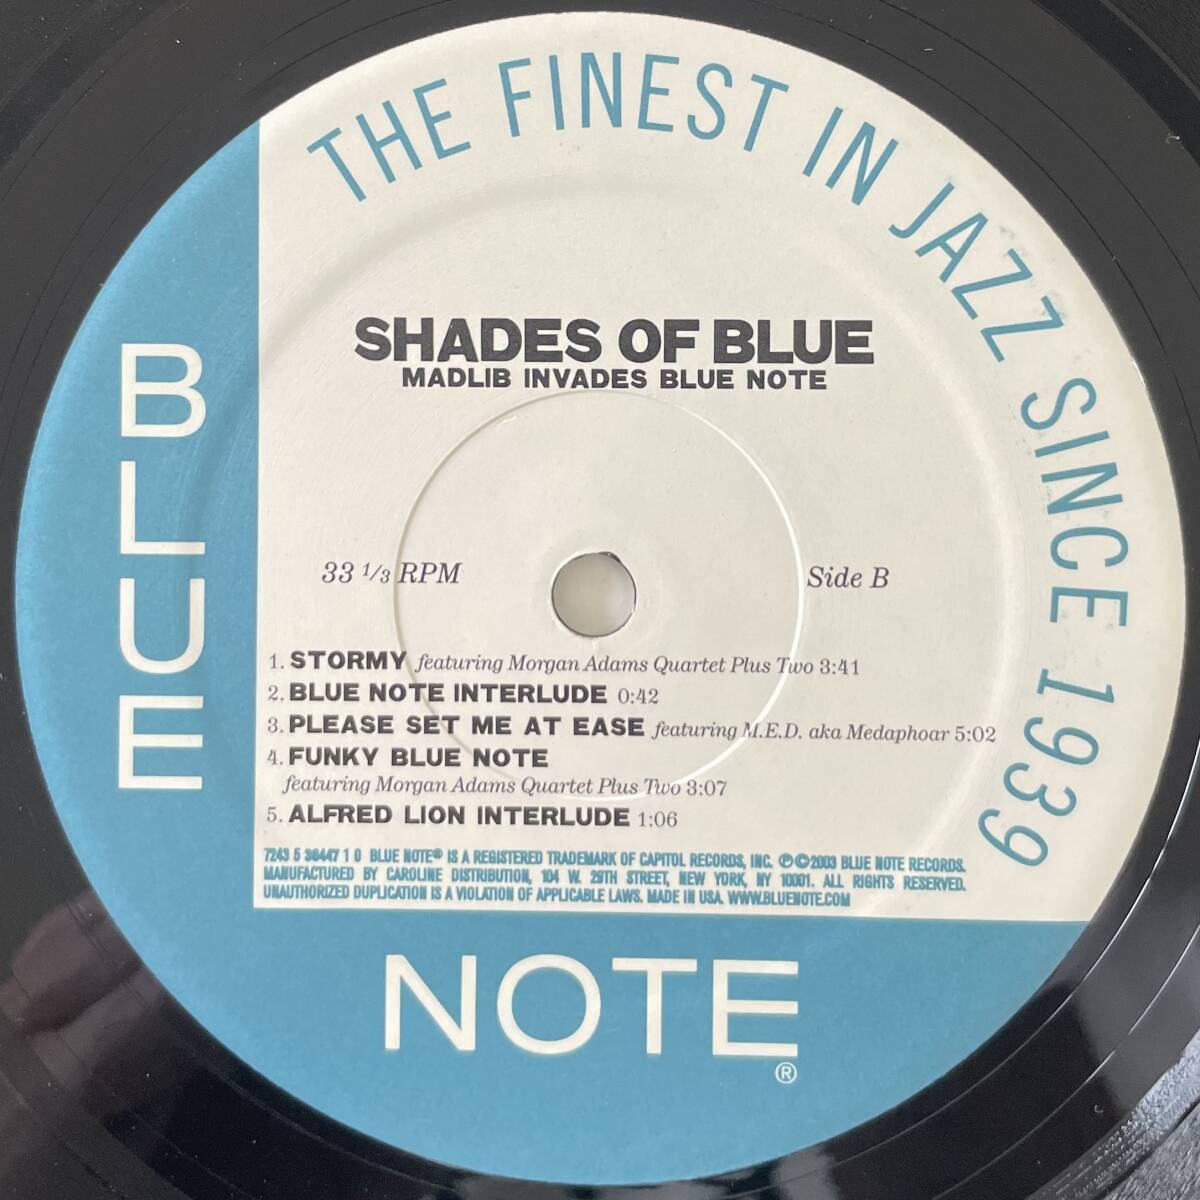 THE FINEST IN JAZZ SINCE 1939
SHADES OF BLUE
MADLIB INVADES BLUE NOTE
33 1/3 RPM
Side B
1. STORMY featuring Morgan Adams Quartet Plus Two 3:41
2. BLUE NOTE INTERLUDE 0:42
3. PLEASE SET ME AT EASE featuring M.E.D. aka Medaphoar 5:02
4. FUNKY BLUE NOTE
featuring Morgan Adams Quartet Plus Two 3:07
5. ALFRED LION INTERLUDE 1:06
7243 5 36447 1 0 BLUE NOTE® IS A REGISTERED TRADEMARK OF CAPITOL RECORDS, INC. ℗©2003 BLUE NOTE RECORDS.
MANUFACTURED BY CAROLINE DISTRIBUTION, 104 W. 29TH STREET, NEW YORK, NY 10001. ALL RIGHTS RESERVED.
UNAUTHORIZED DUPLICATION IS A VIOLATION OF APPLICABLE LAWS. MADE IN USA. WWW.BLUENOTE.COM
BLUE
NOTE®